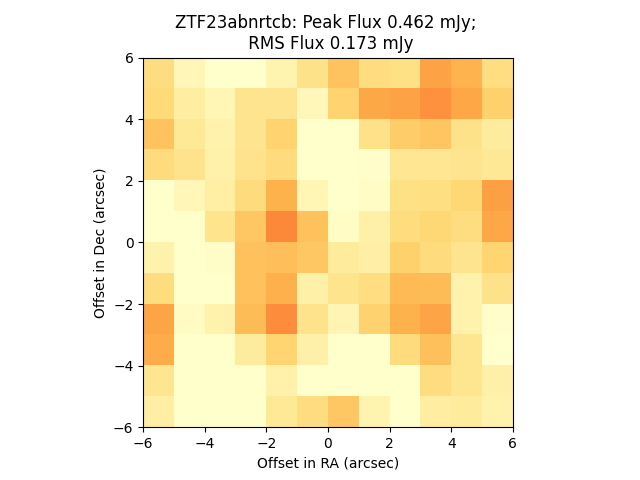 ZTF23abnrtcb: Peak Flux 0.462 mJy;
RMS Flux 0.173 mJy
6
4
2
0
−2
−4
−6
Offset in Dec (arcsec)
−6 −4 −2 0 2 4 6
Offset in RA (arcsec)